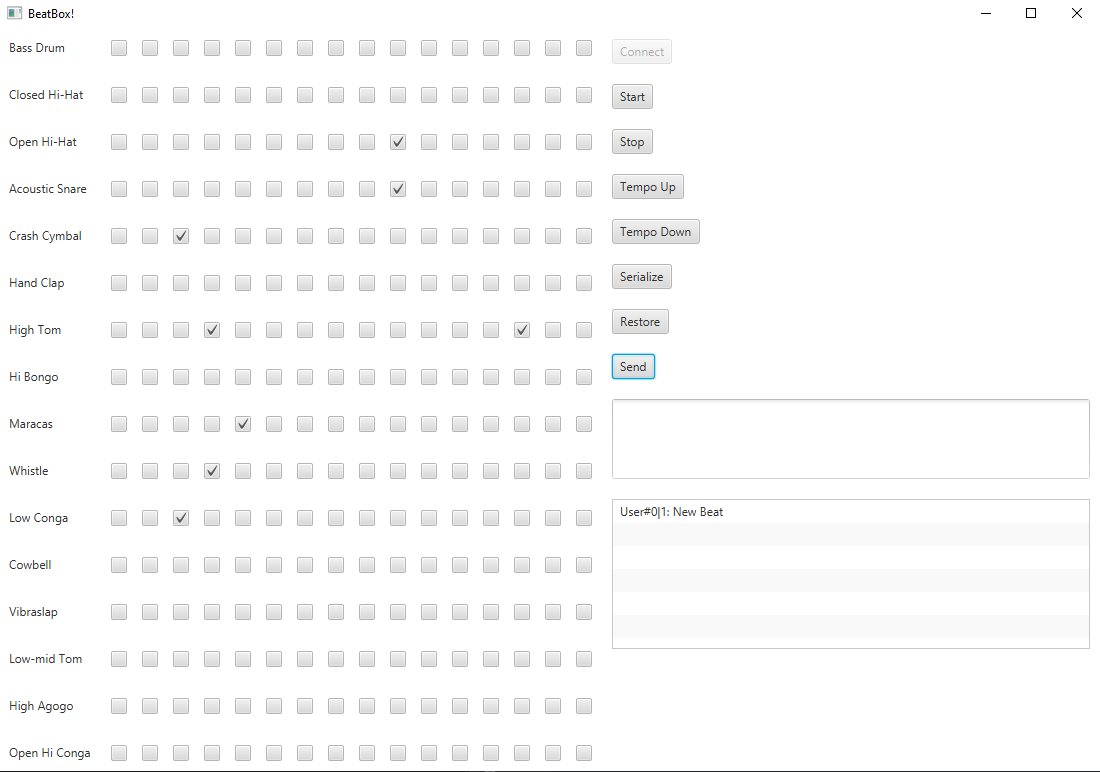 BeatBox!
Bass Drum
Closed Hi-Hat
Open Hi-Hat
Acoustic Snare
Crash Cymbal
Hand Clap
High Tom
Hi Bongo
Maracas
Whistle
Low Conga
Cowbell
Vibraslap
Low-mid Tom
High Agogo
Open Hi Conga
Connect
Start
Stop
Tempo Up
Tempo Down
Serialize
Restore
Send
User#0|1: New Beat